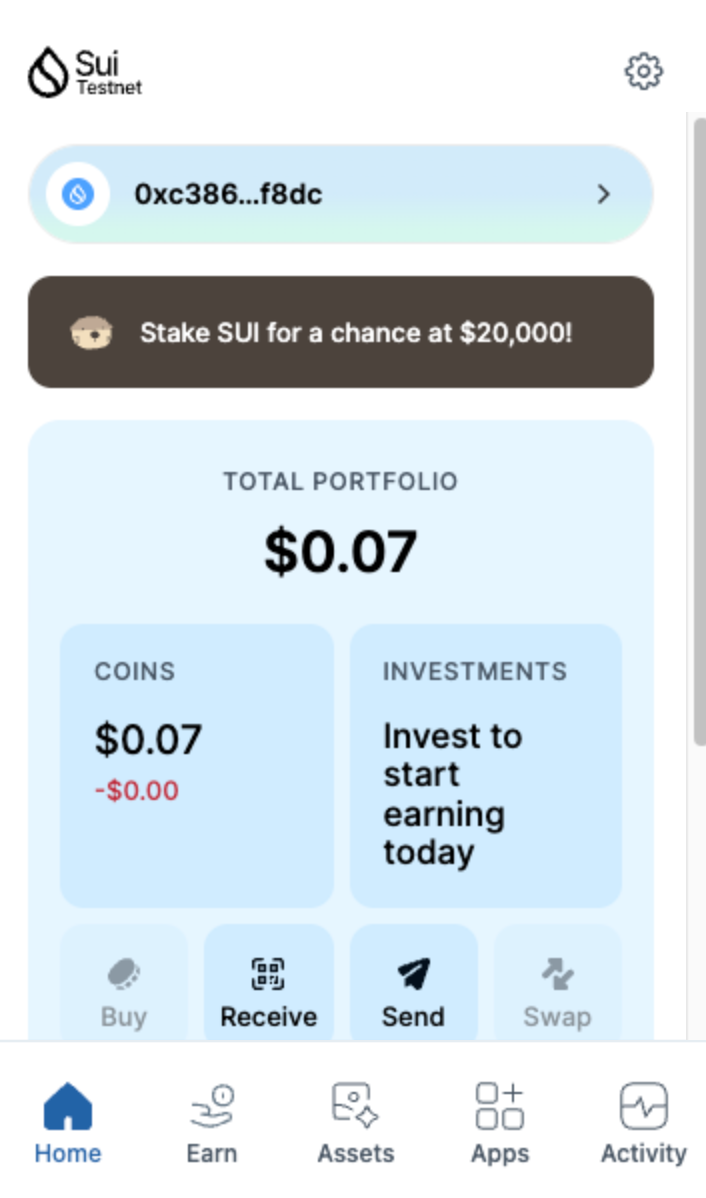 Sui
Testnet
0xc386...f8dc
Stake SUI for a chance at $20,000!
TOTAL PORTFOLIO
$0.07
COINS
$0.07
-$0.00
INVESTMENTS
Invest to
start
earning
today
Buy
Receive
Send
Swap
Home
Earn
Assets
Apps
Activity